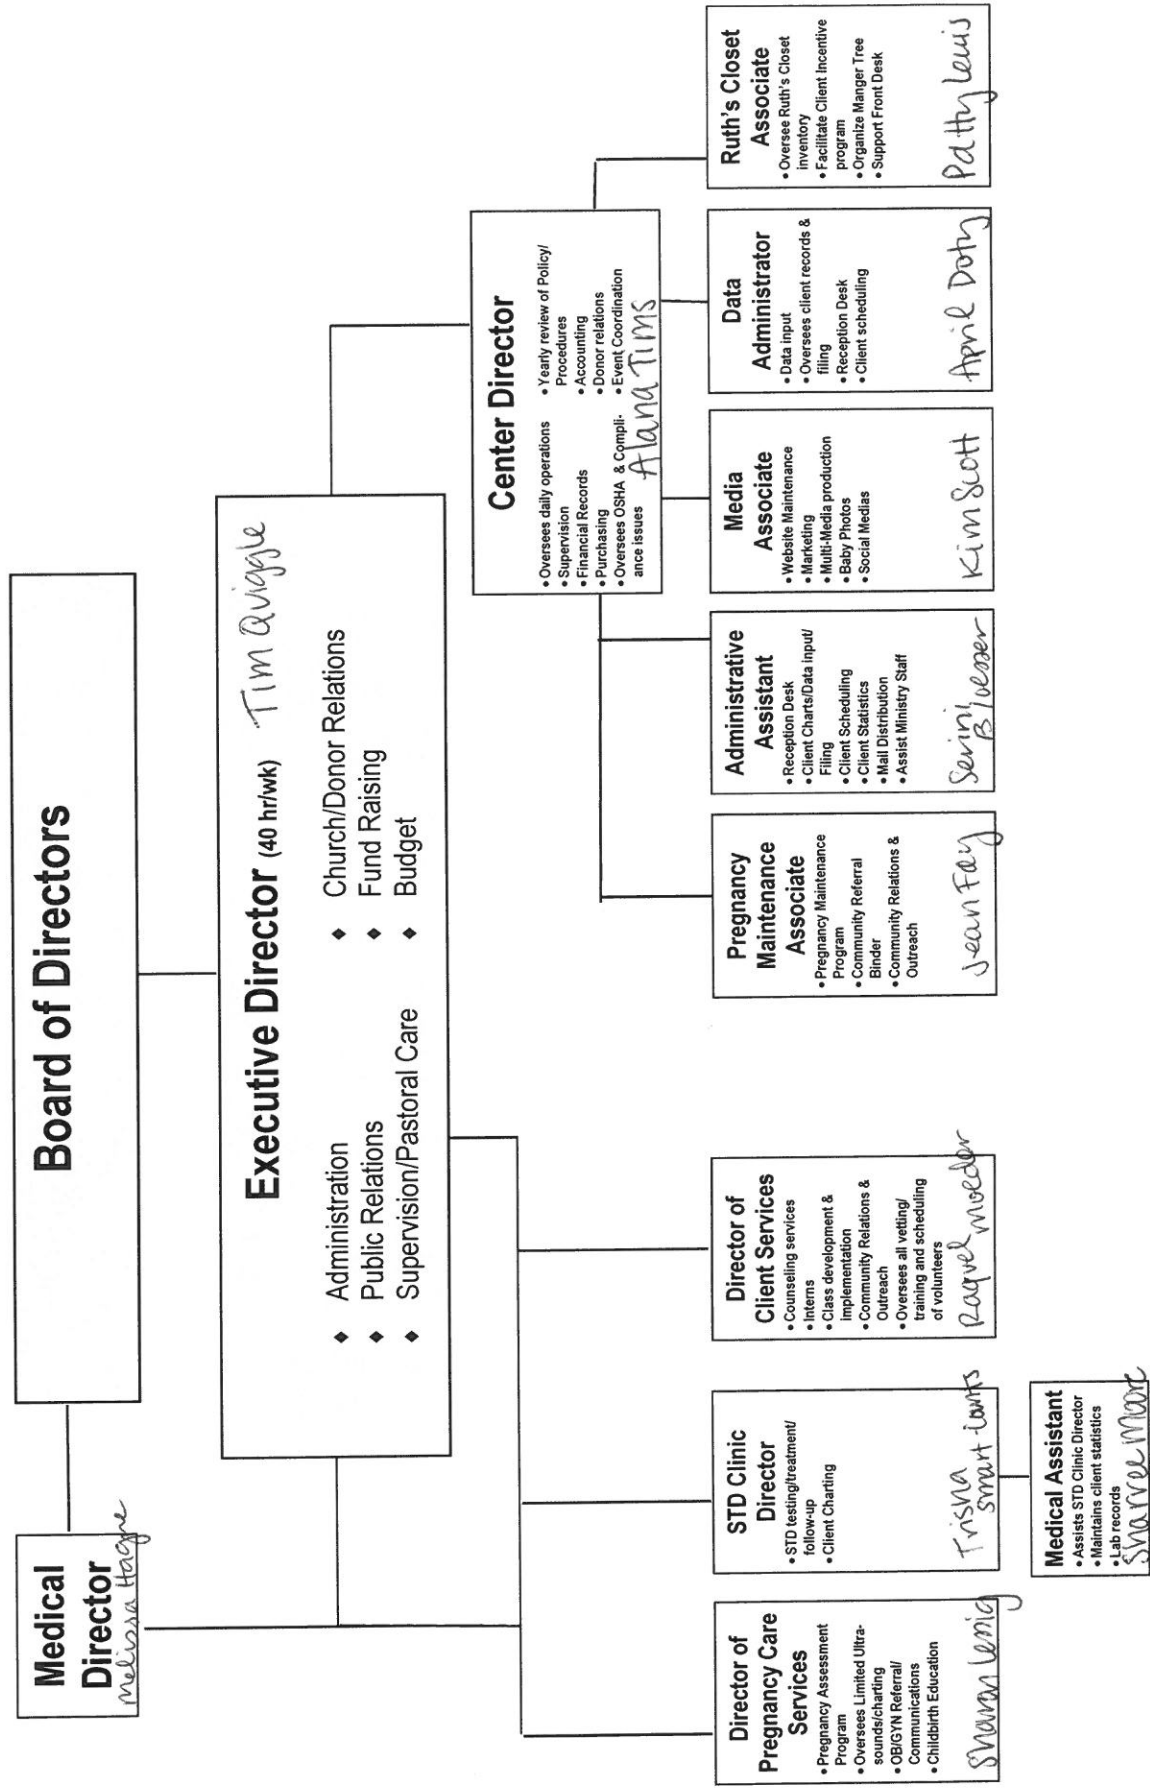 Board of Directors
Medical
Director
Melissa Hagne
Executive Director (40 hr/wk) Tim Quiggle
♦ Administration
♦ Public Relations
♦ Supervision/Pastoral Care
♦ Church/Donor Relations
♦ Fund Raising
♦ Budget
Center Director
• Oversees daily operations
• Supervision
• Financial Records
• Purchasing
• Oversees OSHA & Compli-
ance issues
• Yearly review of Policy/
Procedures
• Accounting
• Donor relations
• Event Coordination
Alana Tims
Director of
Pregnancy Care
Services
• Pregnancy Assessment
Program
• Oversees Limited Ultra-
sounds/charting
• OB/GYN Referral/
Communications
• Childbirth Education
Sharon Lenig
STD Clinic
Director
• STD testing/treatment/
follow-up
• Client Charting
Trisha
Smart
Medical Assistant
• Assists STD Clinic Director
• Maintains client statistics
• Lab records
Sharree Moore
Director of
Client Services
• Counseling services
• Interns
• Class development &
implementation
• Community Relations &
Outreach
• Oversees all vetting/
training and scheduling
of volunteers
Raquel Moeder
Pregnancy
Maintenance
Associate
• Pregnancy Maintenance
Program
• Community Referral
Binder
• Community Relations &
Outreach
Jean Fay
Administrative
Assistant
• Reception Desk
• Client Charts/Data input/
Filing
• Client Scheduling
• Client Statistics
• Mail Distribution
• Assist Ministry Staff
Media
Associate
• Website Maintenance
• Marketing
• Multi-Media production
• Baby Photos
• Social Medias
Kim Scott
Data
Administrator
• Data input
• Oversees client records &
filing
• Reception Desk
• Client scheduling
April Doty
Ruth's Closet
Associate
• Oversee Ruth's Closet
inventory
• Facilitate Client Incentive
program
• Organize Manger Tree
• Support Front Desk
Patty Lewis